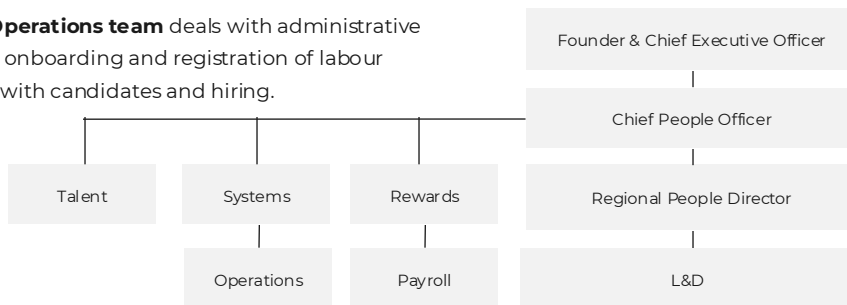 Operations team deals with administrative
onboarding and registration of labour
with candidates and hiring.
Founder & Chief Executive Officer
Chief People Officer
Talent
Systems
Rewards
Regional People Director
Operations
Payroll
L&D